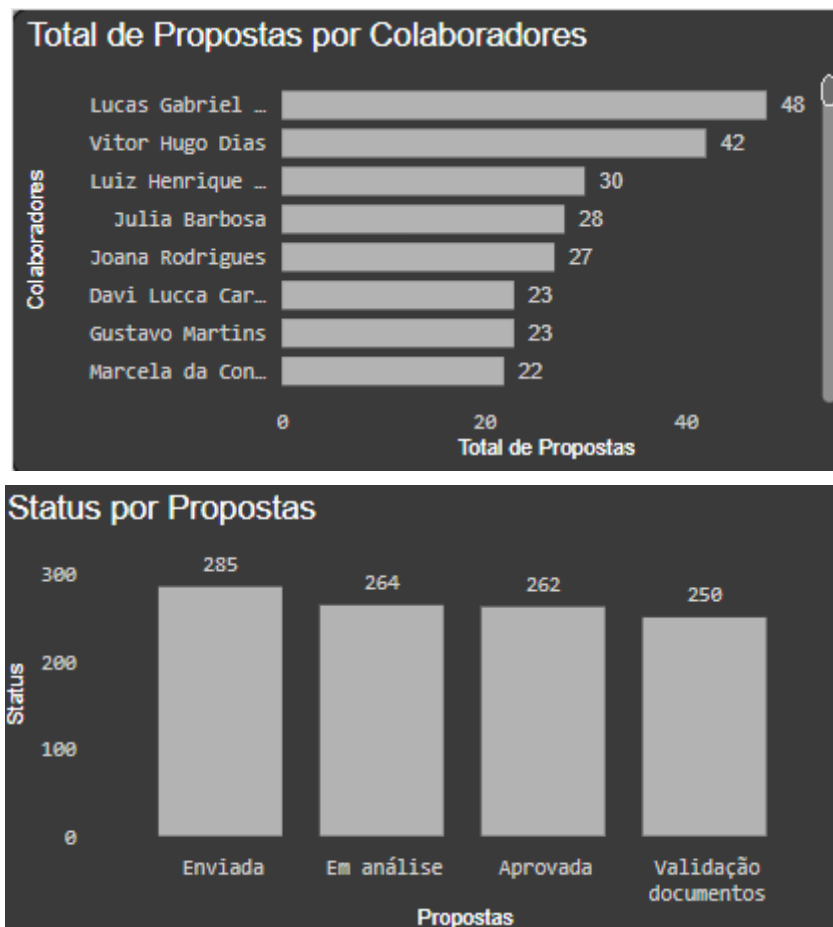 Total de Propostas por Colaboradores
Colaboradores
Lucas Gabriel … 48
Vitor Hugo Dias 42
Luiz Henrique … 30
Julia Barbosa 28
Joana Rodrigues 27
Davi Lucca Car… 23
Gustavo Martins 23
Marcela da Con… 22
0 20 40
Total de Propostas
Status por Propostas
Status
300
200
100
0
285 264 262 250
Enviada Em análise Aprovada Validação
documentos
Propostas